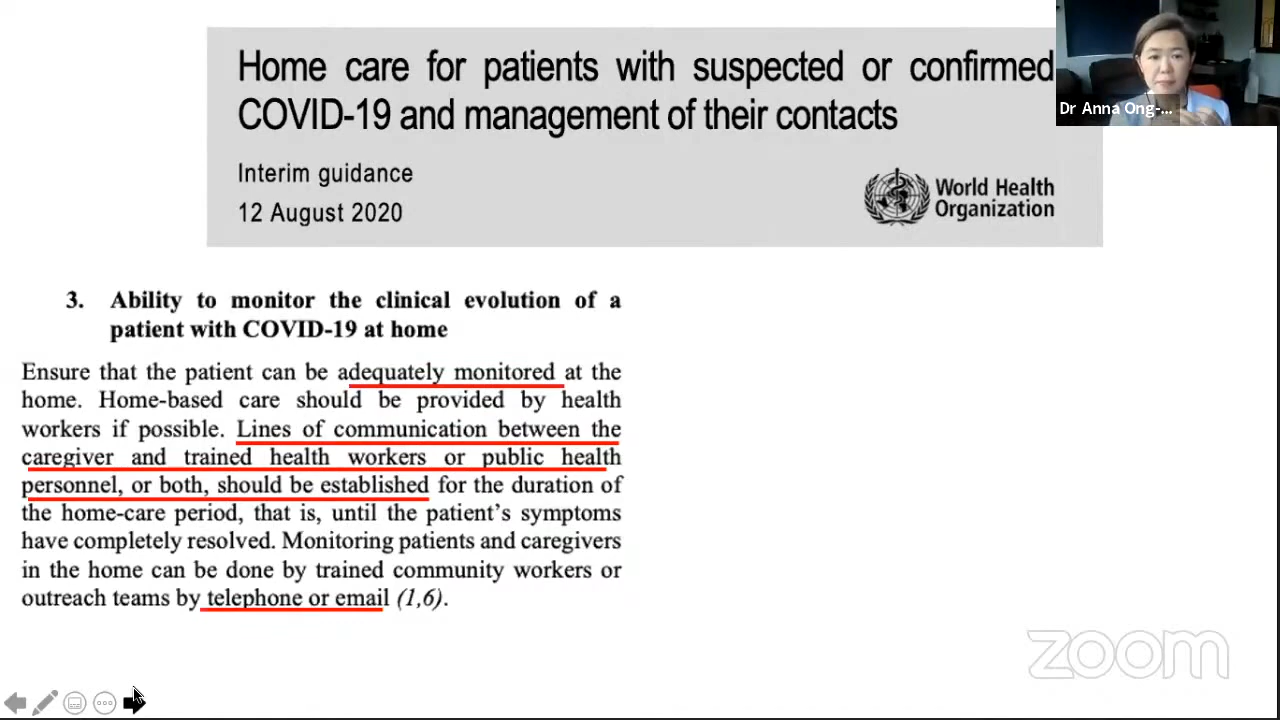 Home care for patients with suspected or confirmed
COVID-19 and management of their contacts
Interim guidance
12 August 2020
World Health
Organization
Dr Anna Ong-...
3. Ability to monitor the clinical evolution of a
patient with COVID-19 at home
Ensure that the patient can be adequately monitored at the
home. Home-based care should be provided by health
workers if possible. Lines of communication between the
caregiver and trained health workers or public health
personnel, or both, should be established for the duration of
the home-care period, that is, until the patient's symptoms
have completely resolved. Monitoring patients and caregivers
in the home can be done by trained community workers or
outreach teams by telephone or email (1,6).
zoom